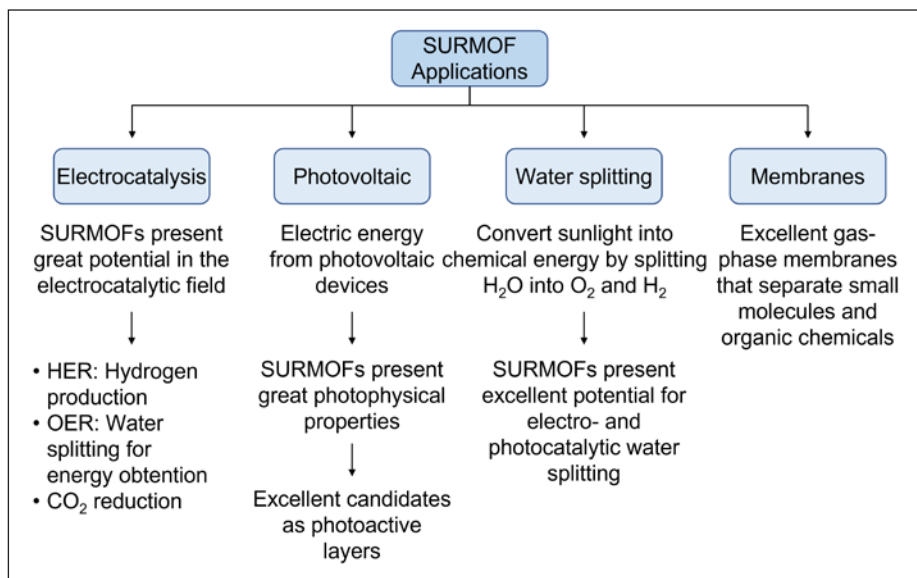 SURMOF
Applications
Electrocatalysis
Photovoltaic
Water splitting
Membranes
SURMOFs present
great potential in the
electrocatalytic field
• HER: Hydrogen
production
• OER: Water
splitting for
energy obtention
• CO₂ reduction
Electric energy
from photovoltaic
devices
SURMOFs present
great photophysical
properties
Excellent candidates
as photoactive
layers
Convert sunlight into
chemical energy by splitting
H₂O into O₂ and H₂
SURMOFs present
excellent potential for
electro- and
photocatalytic water
splitting
Excellent gas-
phase membranes
that separate small
molecules and
organic chemicals